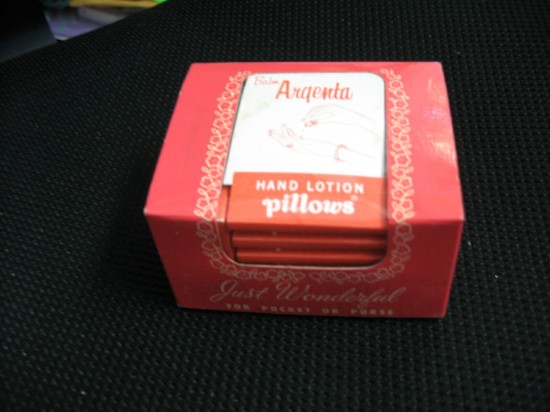 Balm
Argenta
HAND LOTION
pillows®
Just Wonderful
FOR POCKET OR PURSE